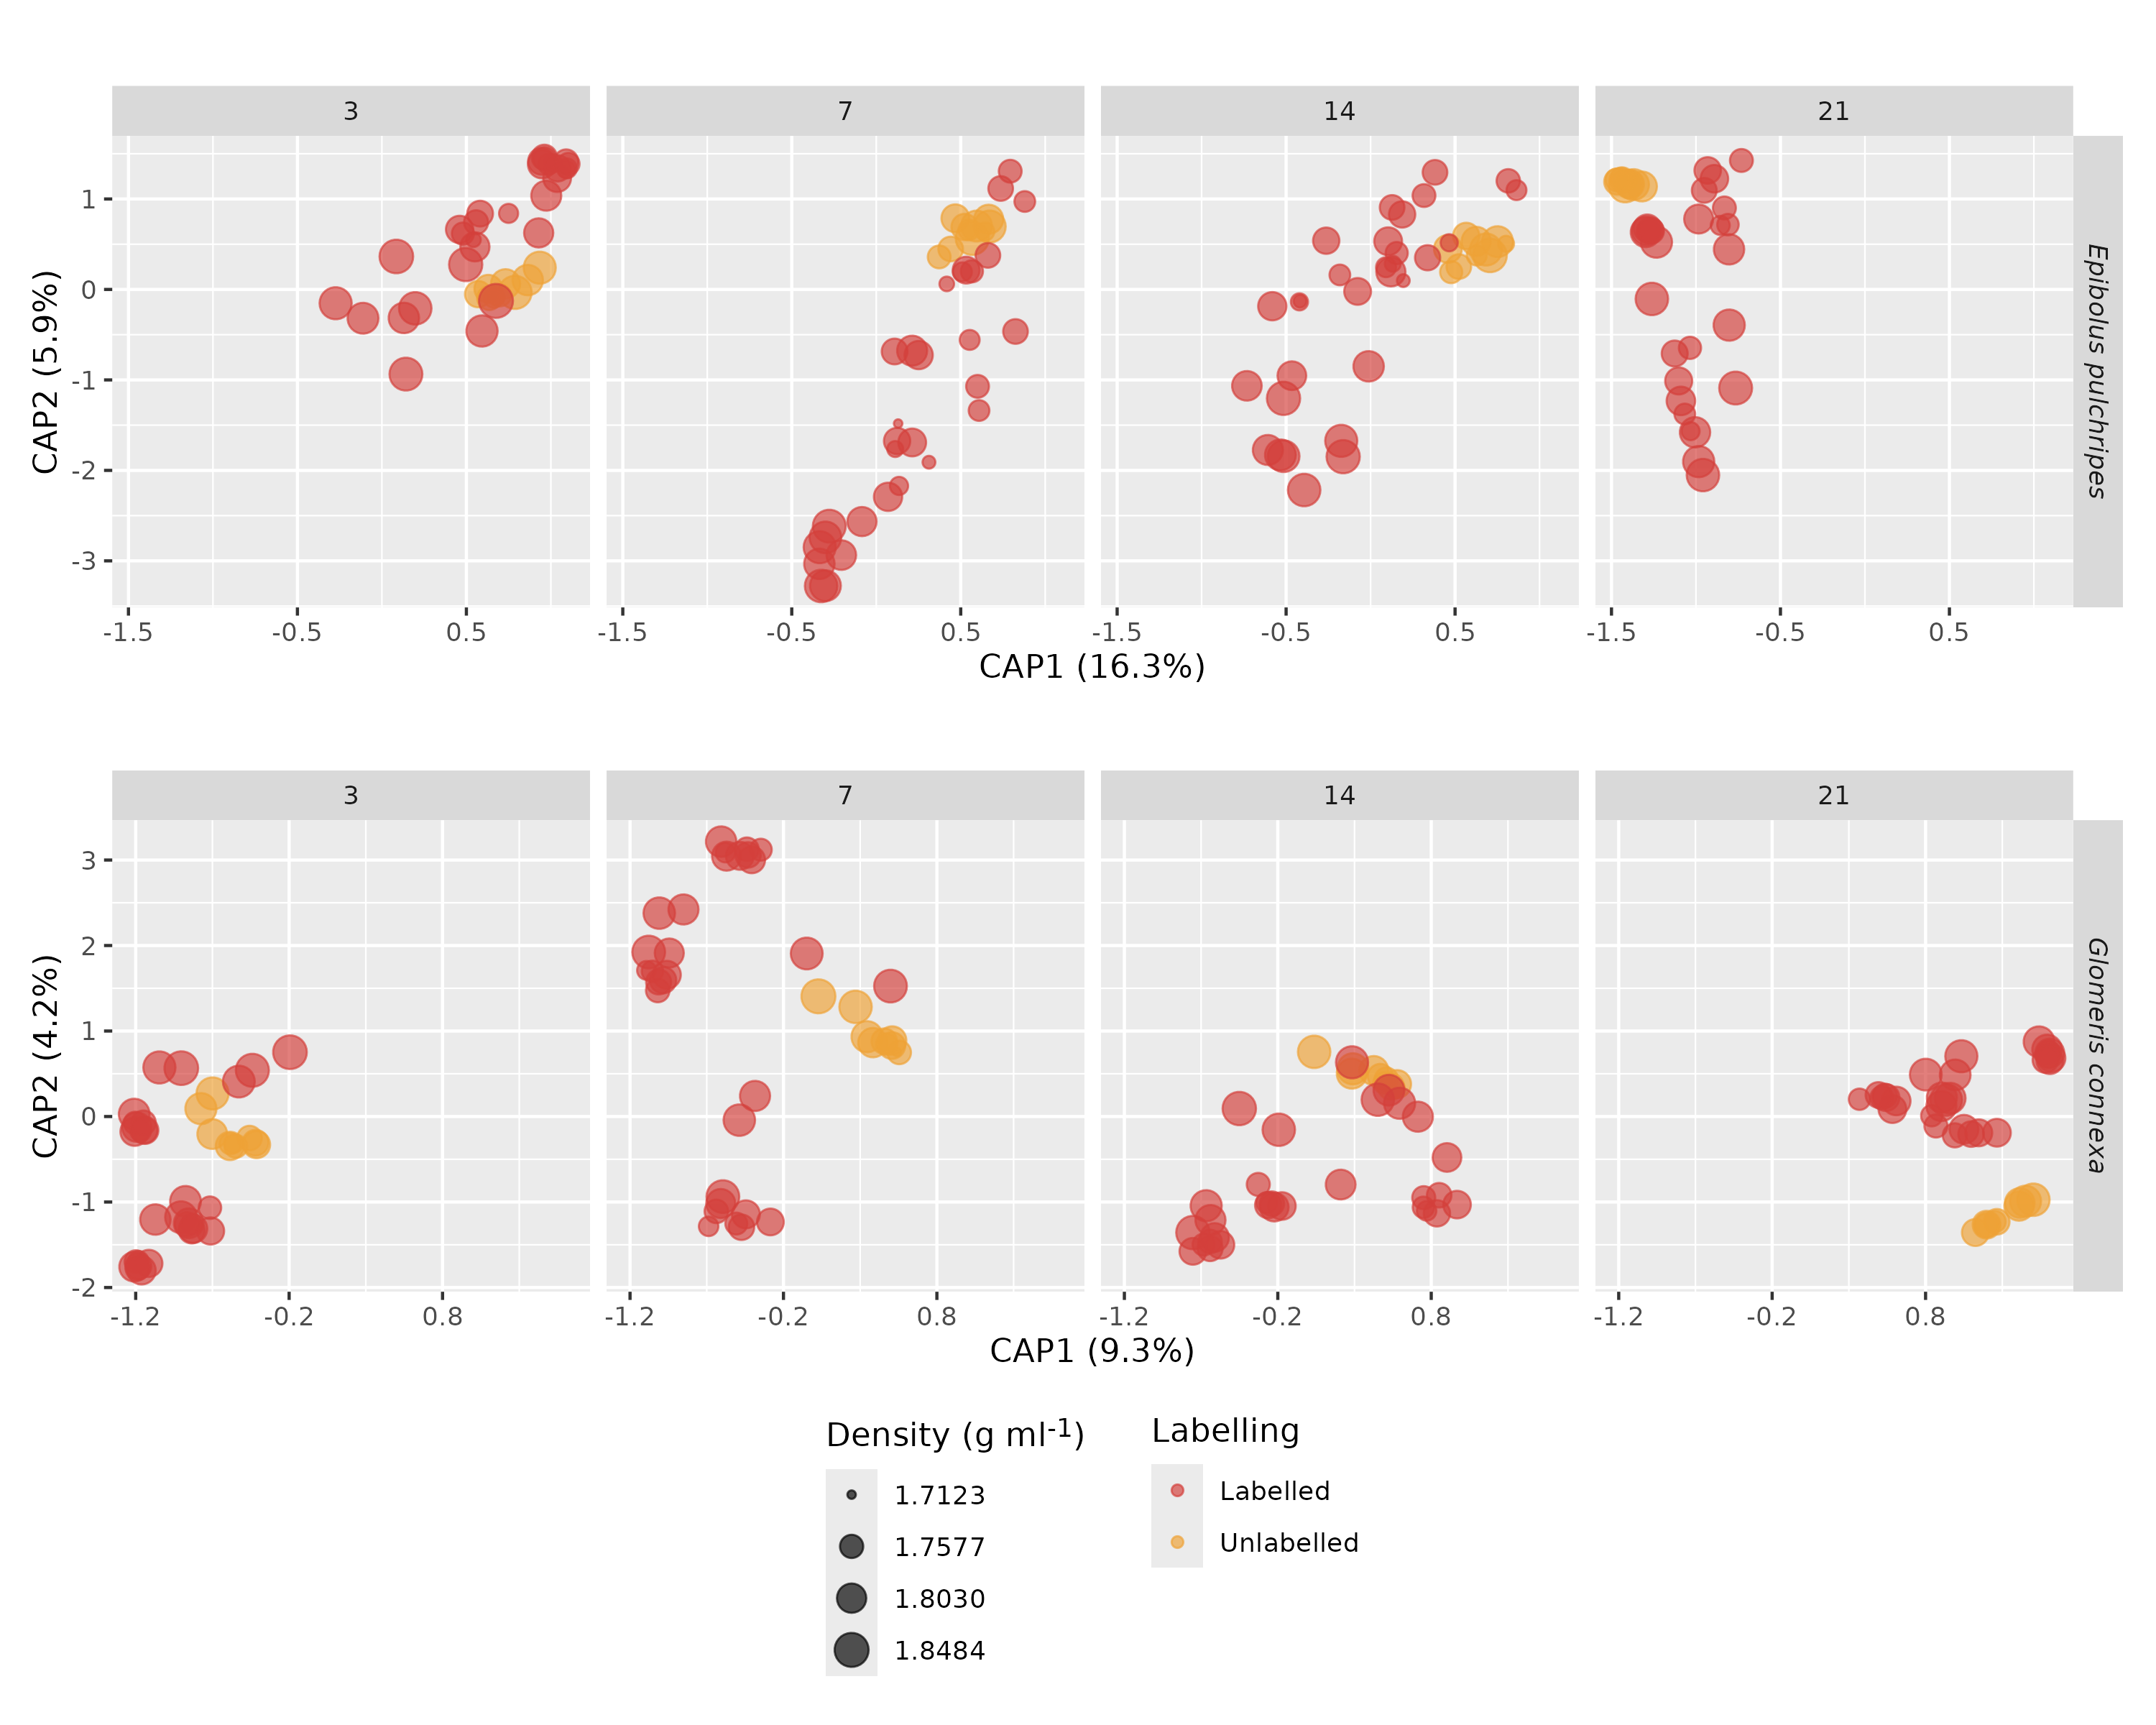 3 7 14 21
CAP2 (5.9%)
1
0
-1
-2
-3
Epibolus pulchripes
-1.5 -0.5 0.5 -1.5 -0.5 0.5 -1.5 -0.5 0.5 -1.5 -0.5 0.5
CAP1 (16.3%)
3 7 14 21
CAP2 (4.2%)
3
2
1
0
-1
-2
Glomeris connexa
-1.2 -0.2 0.8 -1.2 -0.2 0.8 -1.2 -0.2 0.8 -1.2 -0.2 0.8
CAP1 (9.3%)
Density (g ml⁻¹)
1.7123
1.7577
1.8030
1.8484
Labelling
Labelled
Unlabelled